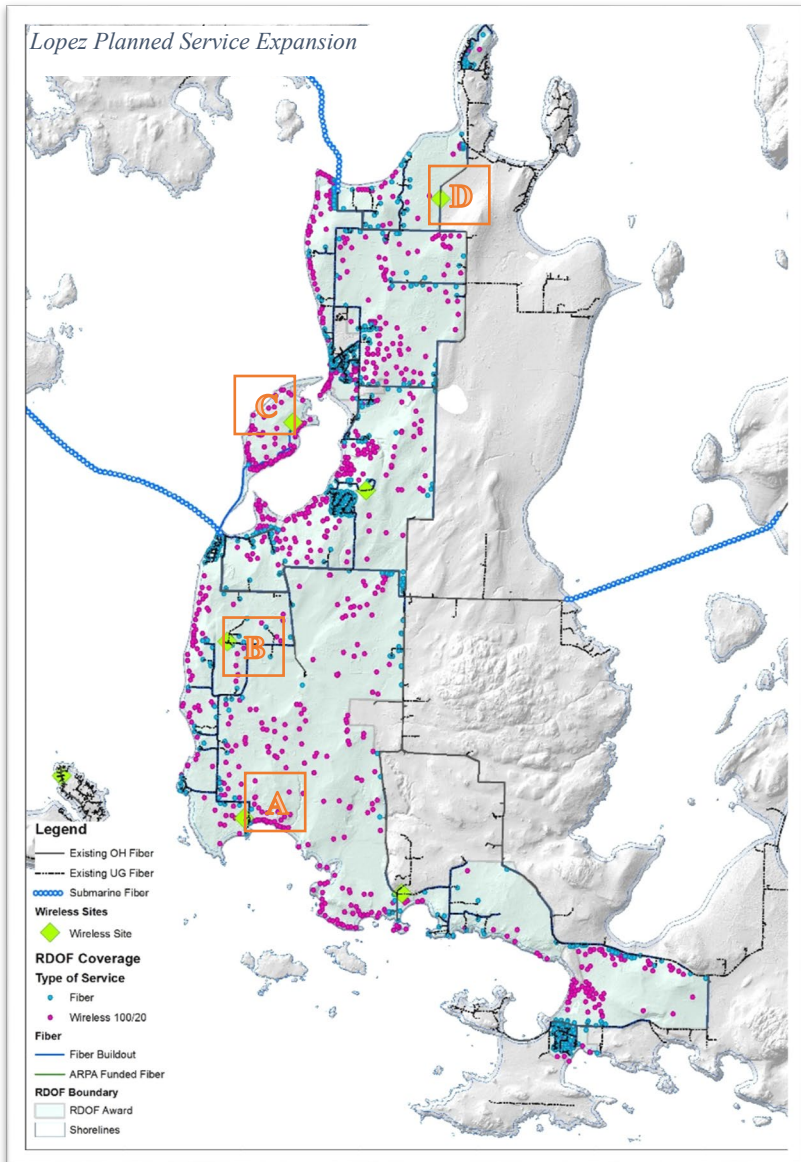 Lopez Planned Service Expansion
D
C
B
A
Legend
Existing OH Fiber
Existing UG Fiber
Submarine Fiber
Wireless Sites
Wireless Site
RDOF Coverage
Type of Service
Fiber
Wireless 100/20
Fiber
Fiber Buildout
ARPA Funded Fiber
RDOF Boundary
RDOF Award
Shorelines